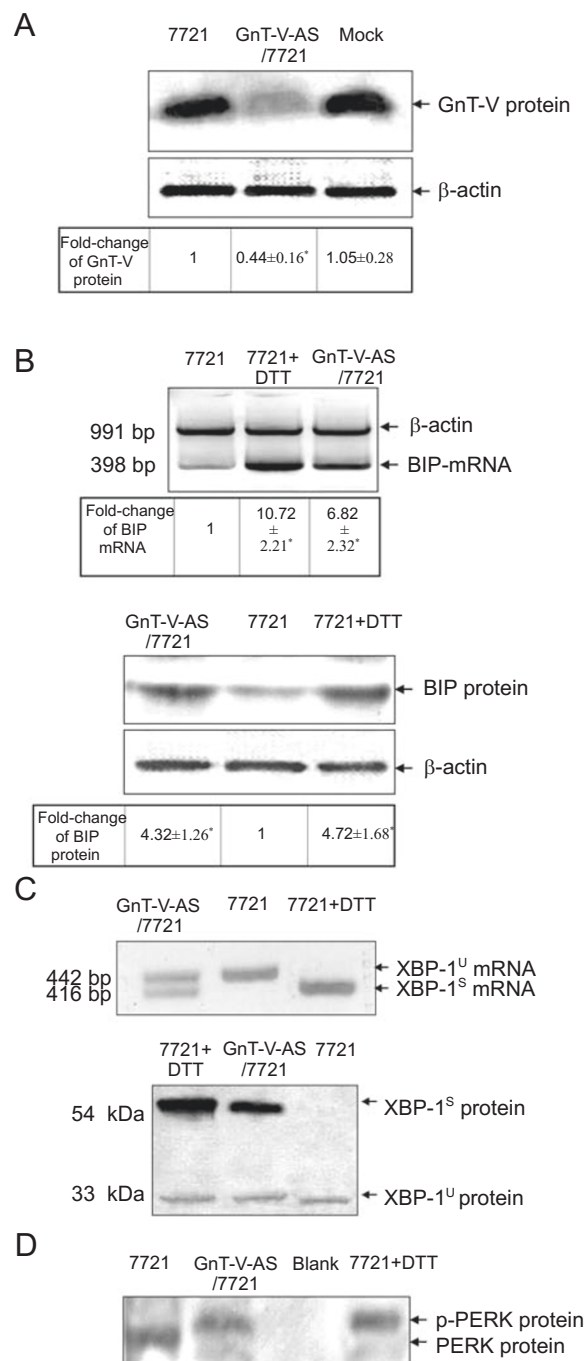 A
7721 GnT-V-AS /7721 Mock
GnT-V protein
β-actin
Fold-change of GnT-V protein 1 0.44±0.16* 1.05±0.28
B
7721 7721+ DTT GnT-V-AS /7721
991 bp β-actin
398 bp BIP-mRNA
Fold-change of BIP mRNA 1 10.72 ± 2.21* 6.82 ± 2.32*
GnT-V-AS /7721 7721 7721+DTT
BIP protein
β-actin
Fold-change of BIP protein 4.32±1.26* 1 4.72±1.68*
C
GnT-V-AS /7721 7721 7721+DTT
442 bp XBP-1ᵁ mRNA
416 bp XBP-1ˢ mRNA
7721+ DTT GnT-V-AS /7721 7721
54 kDa XBP-1ˢ protein
33 kDa XBP-1ᵁ protein
D
7721 GnT-V-AS /7721 Blank 7721+DTT
p-PERK protein
PERK protein